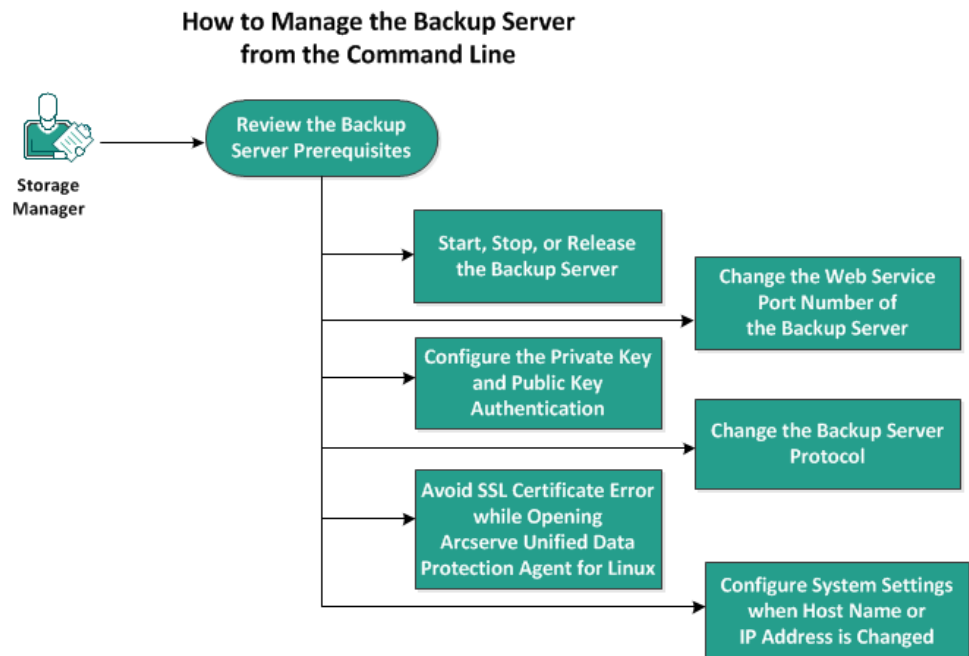 How to Manage the Backup Server
from the Command Line
Storage
Manager
Review the Backup
Server Prerequisites
Start, Stop, or Release
the Backup Server
Change the Web Service
Port Number of
the Backup Server
Configure the Private Key
and Public Key
Authentication
Change the Backup Server
Protocol
Avoid SSL Certificate Error
while Opening
Arcserve Unified Data
Protection Agent for Linux
Configure System Settings
when Host Name or
IP Address is Changed